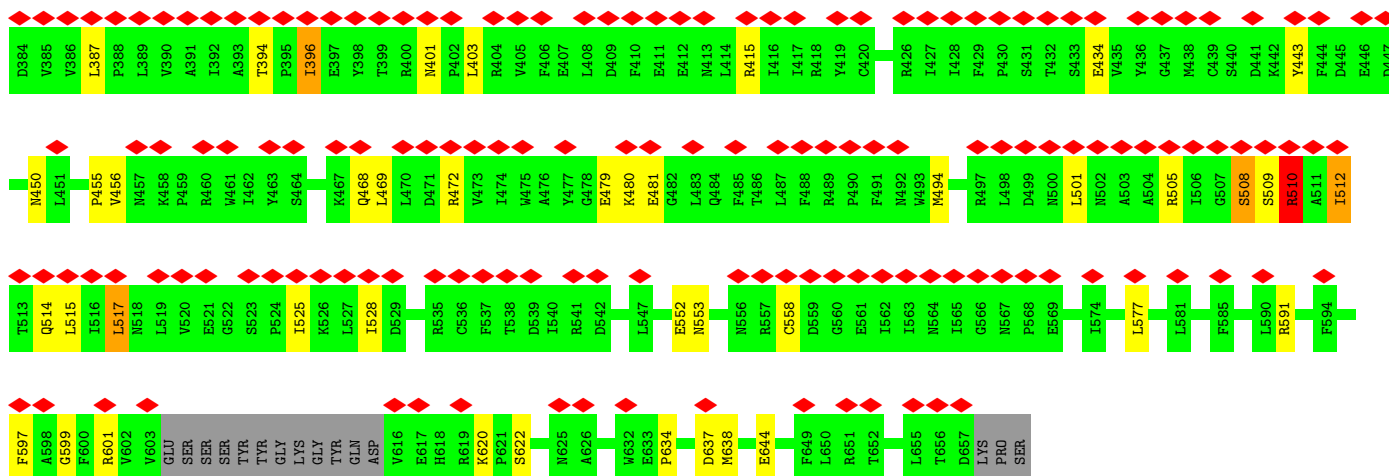 D384 V385 V386 L387 P388 L389 V390 A391 I392 A393 T394 P395 I396 E397 Y398 T399 R400 N401 P402 L403 R404 V405 F406 E407 L408 D409 F410 E411 E412 N413 L414 R415 I416 I417 R418 Y419 C420 R426 I427 I428 F429 P430 S431 T432 S433 E434 V435 Y436 G437 M438 C439 S440 D441 K442 Y443 F444 D445 E446
N450 L451 P455 V456 N457 K458 P459 R460 W461 I462 Y463 S464 K467 Q468 L469 L470 D471 R472 V473 I474 W475 A476 Y477 G478 E479 K480 E481 G482 L483 Q484 F485 T486 L487 F488 R489 P490 F491 N492 W493 M494 R497 L498 D499 N500 L501 N502 A503 A504 R505 I506 G507 S508 S509 R510 A511 I512
T513 Q514 L515 I516 L517 N518 L519 V520 E521 G522 S523 P524 I525 K526 L527 I528 D529 R535 C536 F537 T538 D539 I540 R541 D542 L547 E552 N553 N556 R557 C558 D559 G560 E561 I562 I563 N564 I565 G566 N567 P568 E569 I574 L577 L581 F585 L590 R591 F594
F597 A598 G599 F600 R601 V602 V603 GLU SER SER SER TYR TYR GLY LYS GLY TYR GLN ASP V616 E617 H618 R619 K620 P621 S622 N625 A626 W632 E633 P634 D637 M638 E644 F649 L650 R651 T652 L655 T656 D657 LYS PRO SER